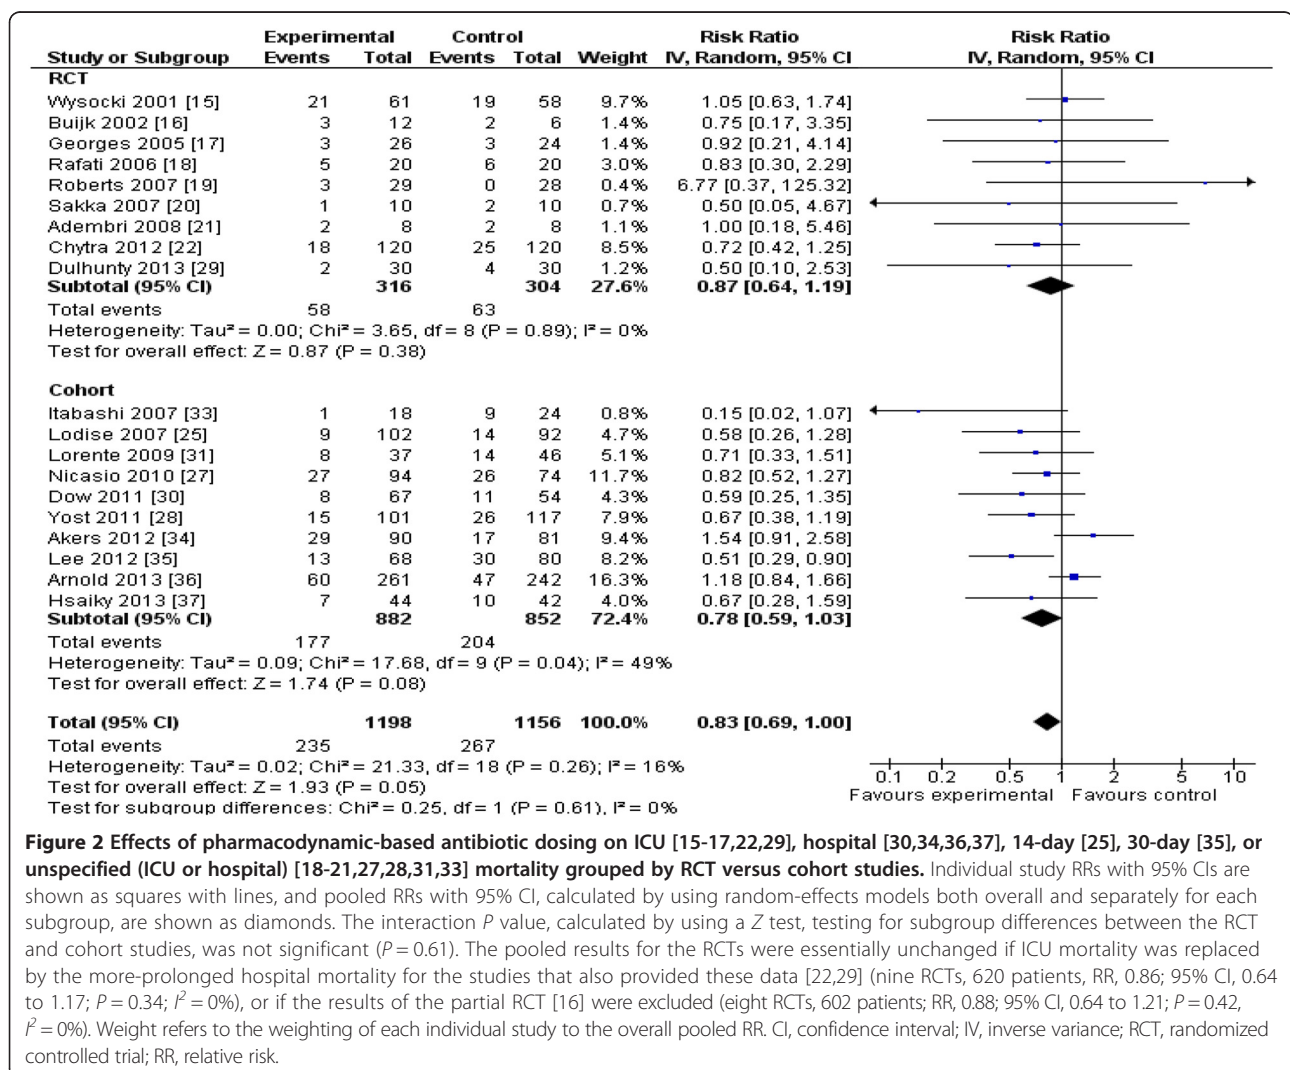 Experimental Control Risk Ratio Risk Ratio
Study or Subgroup Events Total Events Total Weight IV, Random, 95% CI IV, Random, 95% CI
RCT
Wysocki 2001 [15] 21 61 19 58 9.7% 1.05 [0.63, 1.74]
Buijk 2002 [16] 3 12 2 6 1.4% 0.75 [0.17, 3.35]
Georges 2005 [17] 3 26 3 24 1.4% 0.92 [0.21, 4.14]
Rafati 2006 [18] 5 20 6 20 3.0% 0.83 [0.30, 2.29]
Roberts 2007 [19] 3 29 0 28 0.4% 6.77 [0.37, 125.32]
Sakka 2007 [20] 1 10 2 10 0.7% 0.50 [0.05, 4.67]
Adembri 2008 [21] 2 8 2 8 1.1% 1.00 [0.18, 5.46]
Chytra 2012 [22] 18 120 25 120 8.5% 0.72 [0.42, 1.25]
Dulhunty 2013 [29] 2 30 4 30 1.2% 0.50 [0.10, 2.53]
Subtotal (95% CI) 316 304 27.6% 0.87 [0.64, 1.19]
Total events 58 63
Heterogeneity: Tau² = 0.00; Chi² = 3.65, df = 8 (P = 0.89); I² = 0%
Test for overall effect: Z = 0.87 (P = 0.38)
Cohort
Itabashi 2007 [33] 1 18 9 24 0.8% 0.15 [0.02, 1.07]
Lodise 2007 [25] 9 102 14 92 4.7% 0.58 [0.26, 1.28]
Lorente 2009 [31] 8 37 14 46 5.1% 0.71 [0.33, 1.51]
Nicasio 2010 [27] 27 94 26 74 11.7% 0.82 [0.52, 1.27]
Dow 2011 [30] 8 67 11 54 4.3% 0.59 [0.25, 1.35]
Yost 2011 [28] 15 101 26 117 7.9% 0.67 [0.38, 1.19]
Akers 2012 [34] 29 90 17 81 9.4% 1.54 [0.91, 2.58]
Lee 2012 [35] 13 68 30 80 8.2% 0.51 [0.29, 0.90]
Arnold 2013 [36] 60 261 47 242 16.3% 1.18 [0.84, 1.66]
Hsaiky 2013 [37] 7 44 10 42 4.0% 0.67 [0.28, 1.59]
Subtotal (95% CI) 882 852 72.4% 0.78 [0.59, 1.03]
Total events 177 204
Heterogeneity: Tau² = 0.09; Chi² = 17.68, df = 9 (P = 0.04); I² = 49%
Test for overall effect: Z = 1.74 (P = 0.08)
Total (95% CI) 1198 1156 100.0% 0.83 [0.69, 1.00]
Total events 235 267
Heterogeneity: Tau² = 0.02; Chi² = 21.33, df = 18 (P = 0.26); I² = 16%
Test for overall effect: Z = 1.93 (P = 0.05)
Test for subgroup differences: Chi² = 0.25, df = 1 (P = 0.61), I² = 0%
0.1 0.2 0.5 1 2 5 10
Favours experimental Favours control
Figure 2 Effects of pharmacodynamic-based antibiotic dosing on ICU [15-17,22,29], hospital [30,34,36,37], 14-day [25], 30-day [35], or
unspecified (ICU or hospital) [18-21,27,28,31,33] mortality grouped by RCT versus cohort studies. Individual study RRs with 95% CIs are
shown as squares with lines, and pooled RRs with 95% CI, calculated by using random-effects models both overall and separately for each
subgroup, are shown as diamonds. The interaction P value, calculated by using a Z test, testing for subgroup differences between the RCT
and cohort studies, was not significant (P = 0.61). The pooled results for the RCTs were essentially unchanged if ICU mortality was replaced
by the more-prolonged hospital mortality for the studies that also provided these data [22,29] (nine RCTs, 620 patients, RR, 0.86; 95% CI, 0.64
to 1.17; P = 0.34; I² = 0%), or if the results of the partial RCT [16] were excluded (eight RCTs, 602 patients; RR, 0.88; 95% CI, 0.64 to 1.21; P = 0.42,
I² = 0%). Weight refers to the weighting of each individual study to the overall pooled RR. CI, confidence interval; IV, inverse variance; RCT, randomized
controlled trial; RR, relative risk.